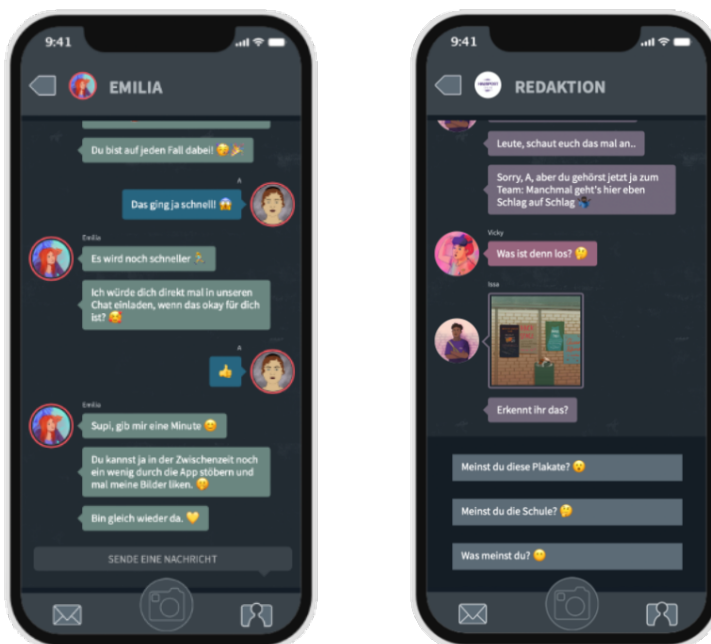 9:41
EMILIA
Du bist auf jeden Fall dabei!
A
Das ging ja schnell!
Emilia
Es wird noch schneller
Ich würde dich direkt mal in unseren
Chat einladen, wenn das okay für dich
ist?
A
Emilia
Supi, gib mir eine Minute
Du kannst ja in der Zwischenzeit noch
ein wenig durch die App stöbern und
mal meine Bilder liken.
Bin gleich wieder da.
SENDE EINE NACHRICHT
9:41
REDAKTION
Leute, schaut euch das mal an..
Sorry, A, aber du gehörst jetzt ja zum
Team: Manchmal geht's hier eben
Schlag auf Schlag
Vicky
Was ist denn los?
Issa
Erkennt ihr das?
Meinst du diese Plakate?
Meinst du die Schule?
Was meinst du?